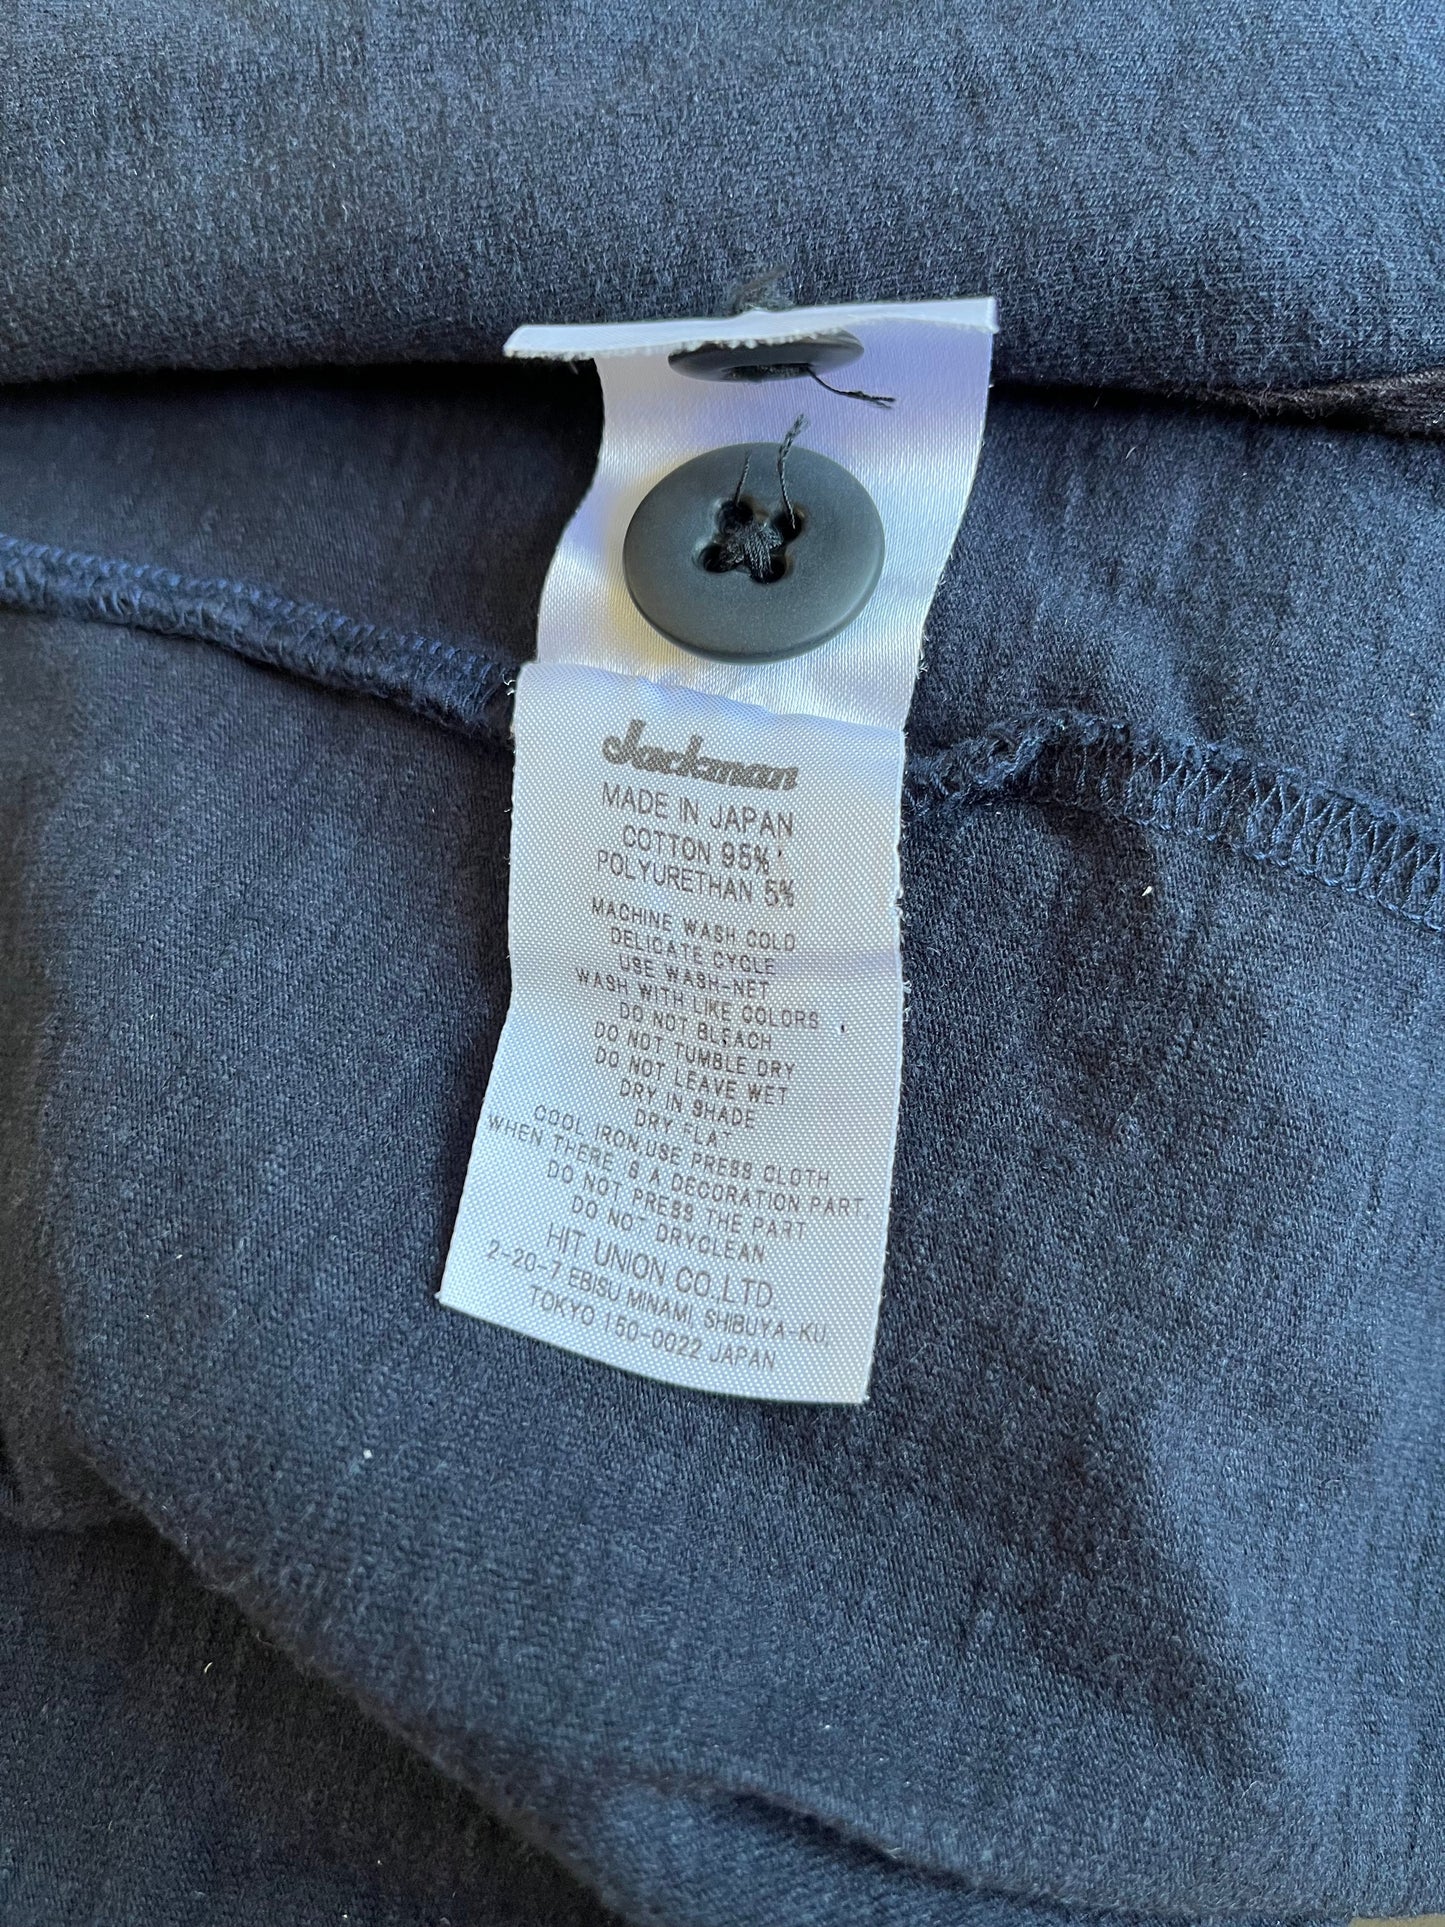 Jackman
MADE IN JAPAN
COTTON 95%
POLYURETHAN 5%
MACHINE WASH COLD
DELICATE CYCLE
USE WASH-NET
WASH WITH LIKE COLORS
DO NOT BLEACH
DO NOT TUMBLE DRY
DO NOT LEAVE WET
DRY IN SHADE
DRY FLAT
COOL IRON,USE PRESS CLOTH
WHEN THERE IS A DECORATION PART,
DO NOT PRESS THE PART
DO NOT DRYCLEAN
HIT UNION CO.,LTD.
2-20-7 EBISU MINAMI, SHIBUYA-KU,
TOKYO 150-0022 JAPAN